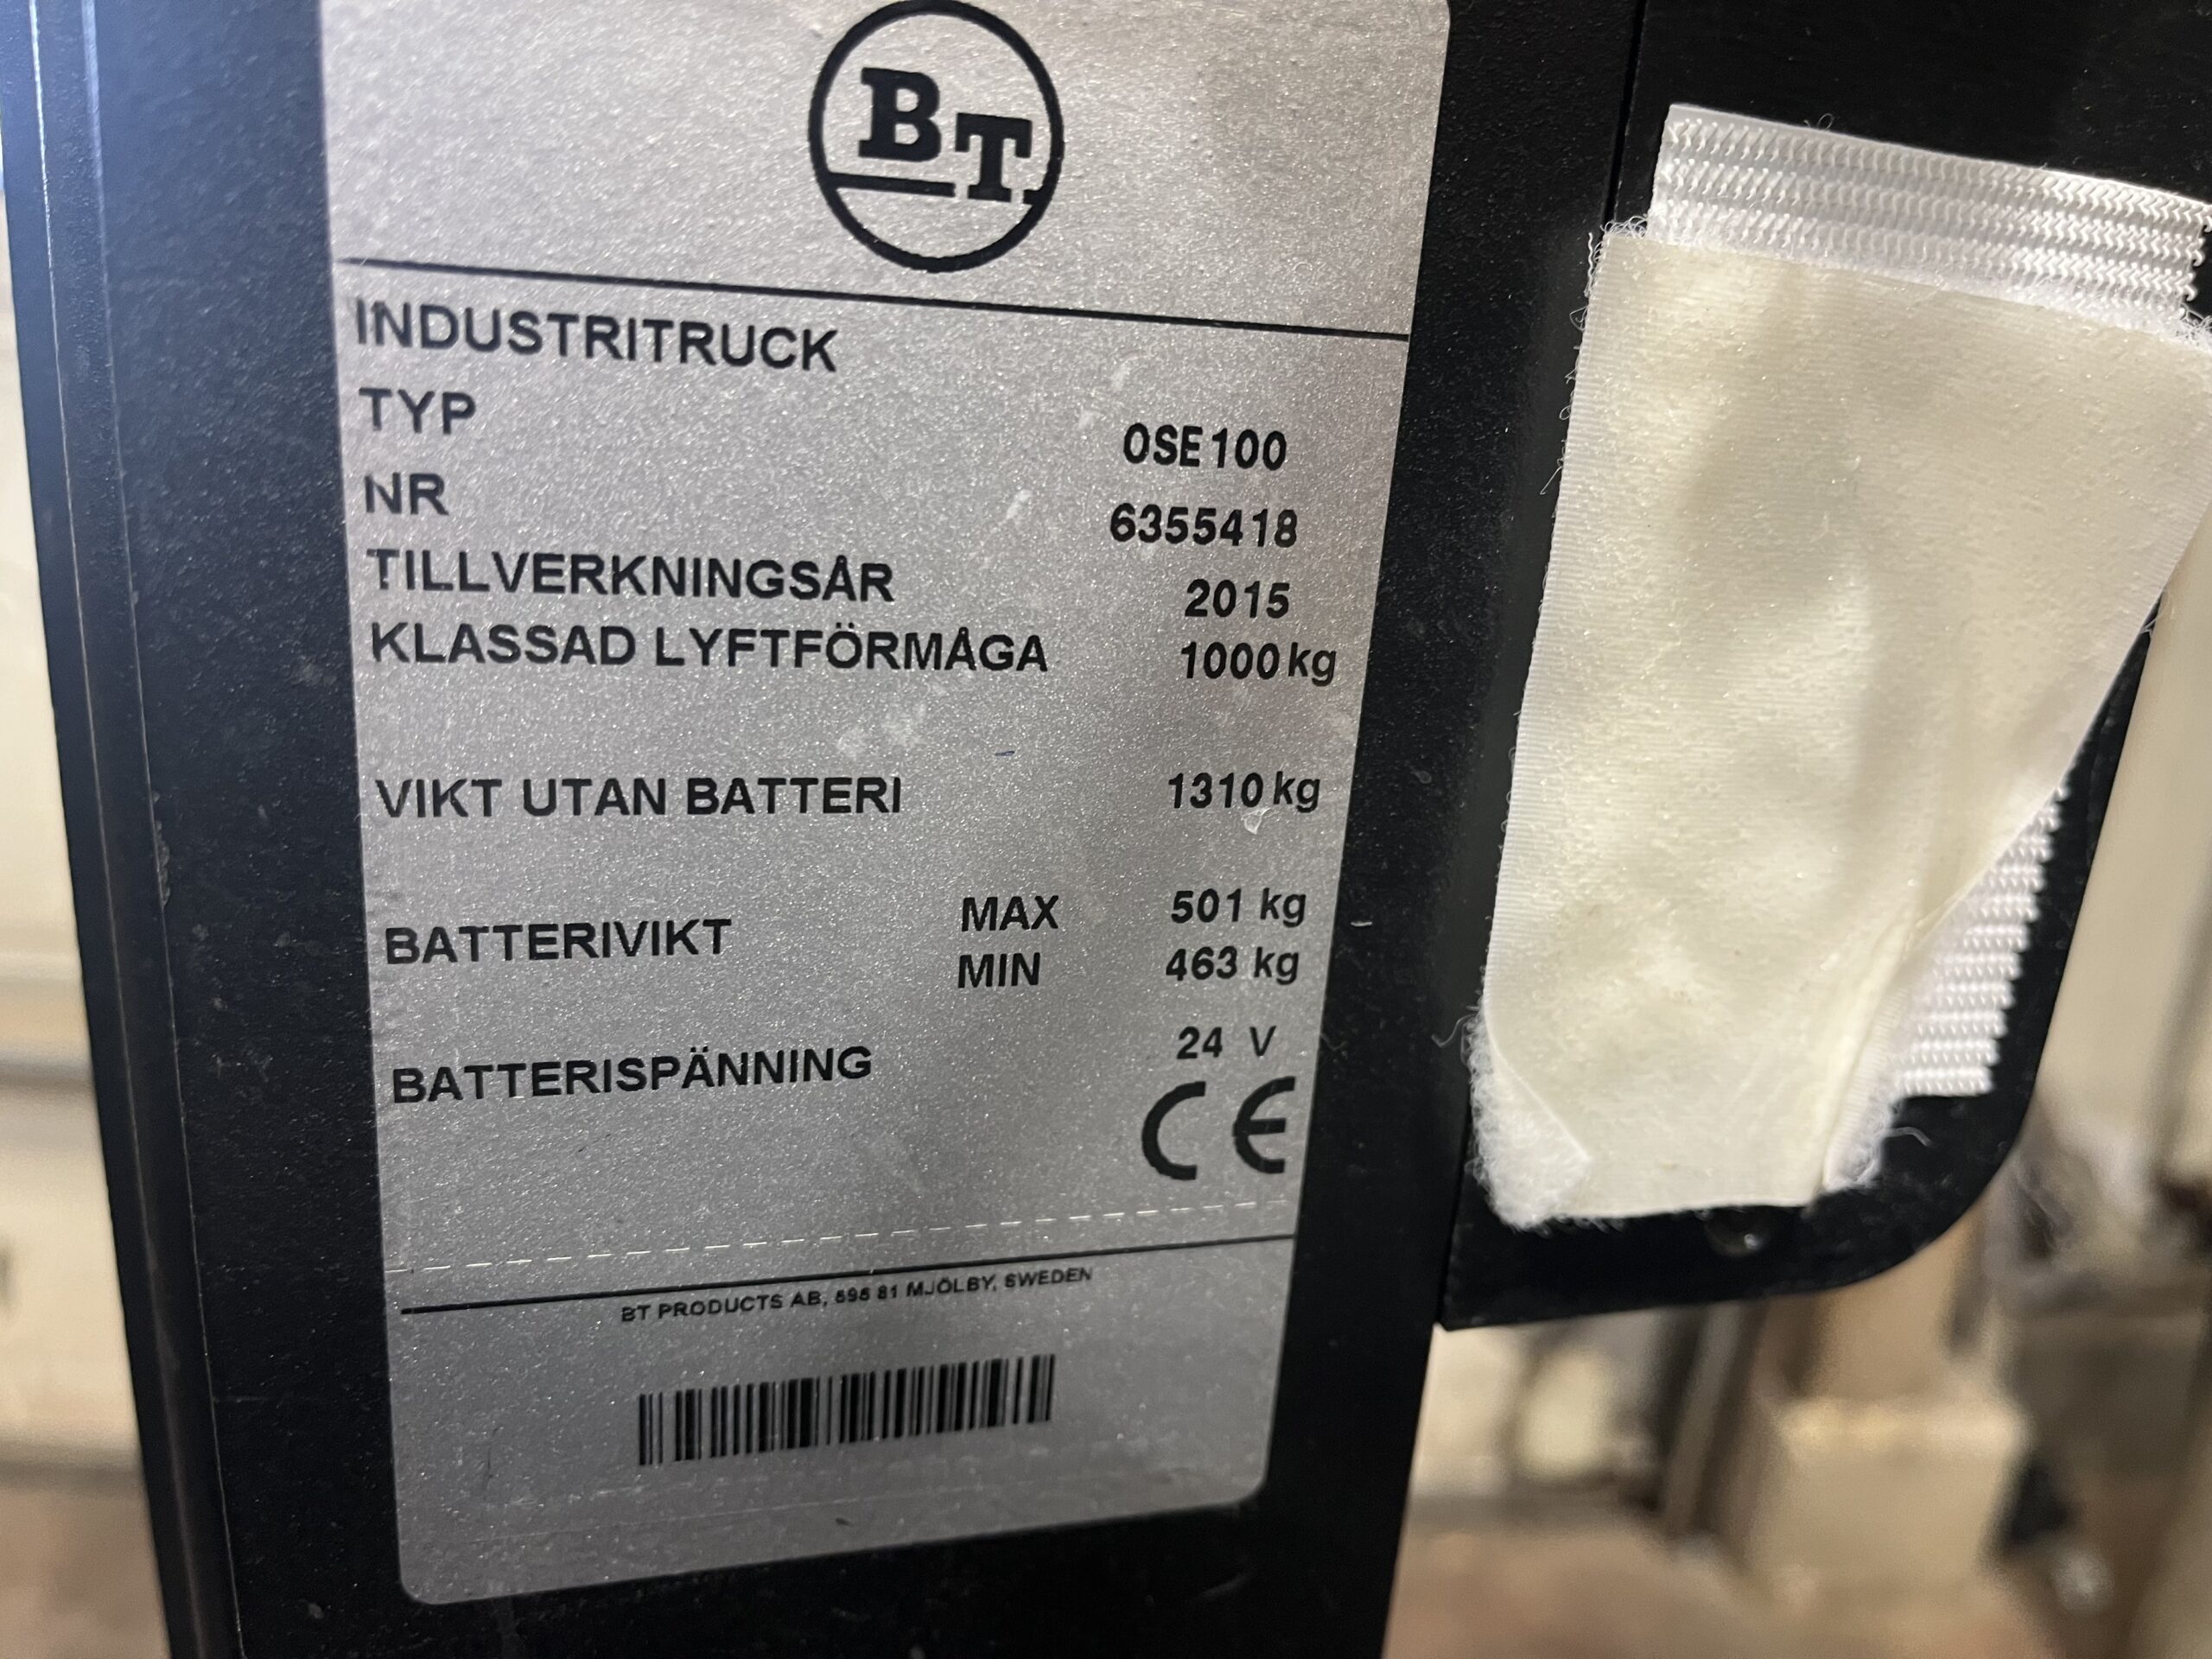 BT
INDUSTRITRUCK
TYP OSE100
NR 6355418
TILLVERKNINGSÅR 2015
KLASSAD LYFTFÖRMÅGA 1000 kg
VIKT UTAN BATTERI 1310 kg
BATTERIVIKT MAX 501 kg
MIN 463 kg
BATTERISPÄNNING 24 V
CE
BT PRODUCTS AB, 595 81 MJÖLBY, SWEDEN